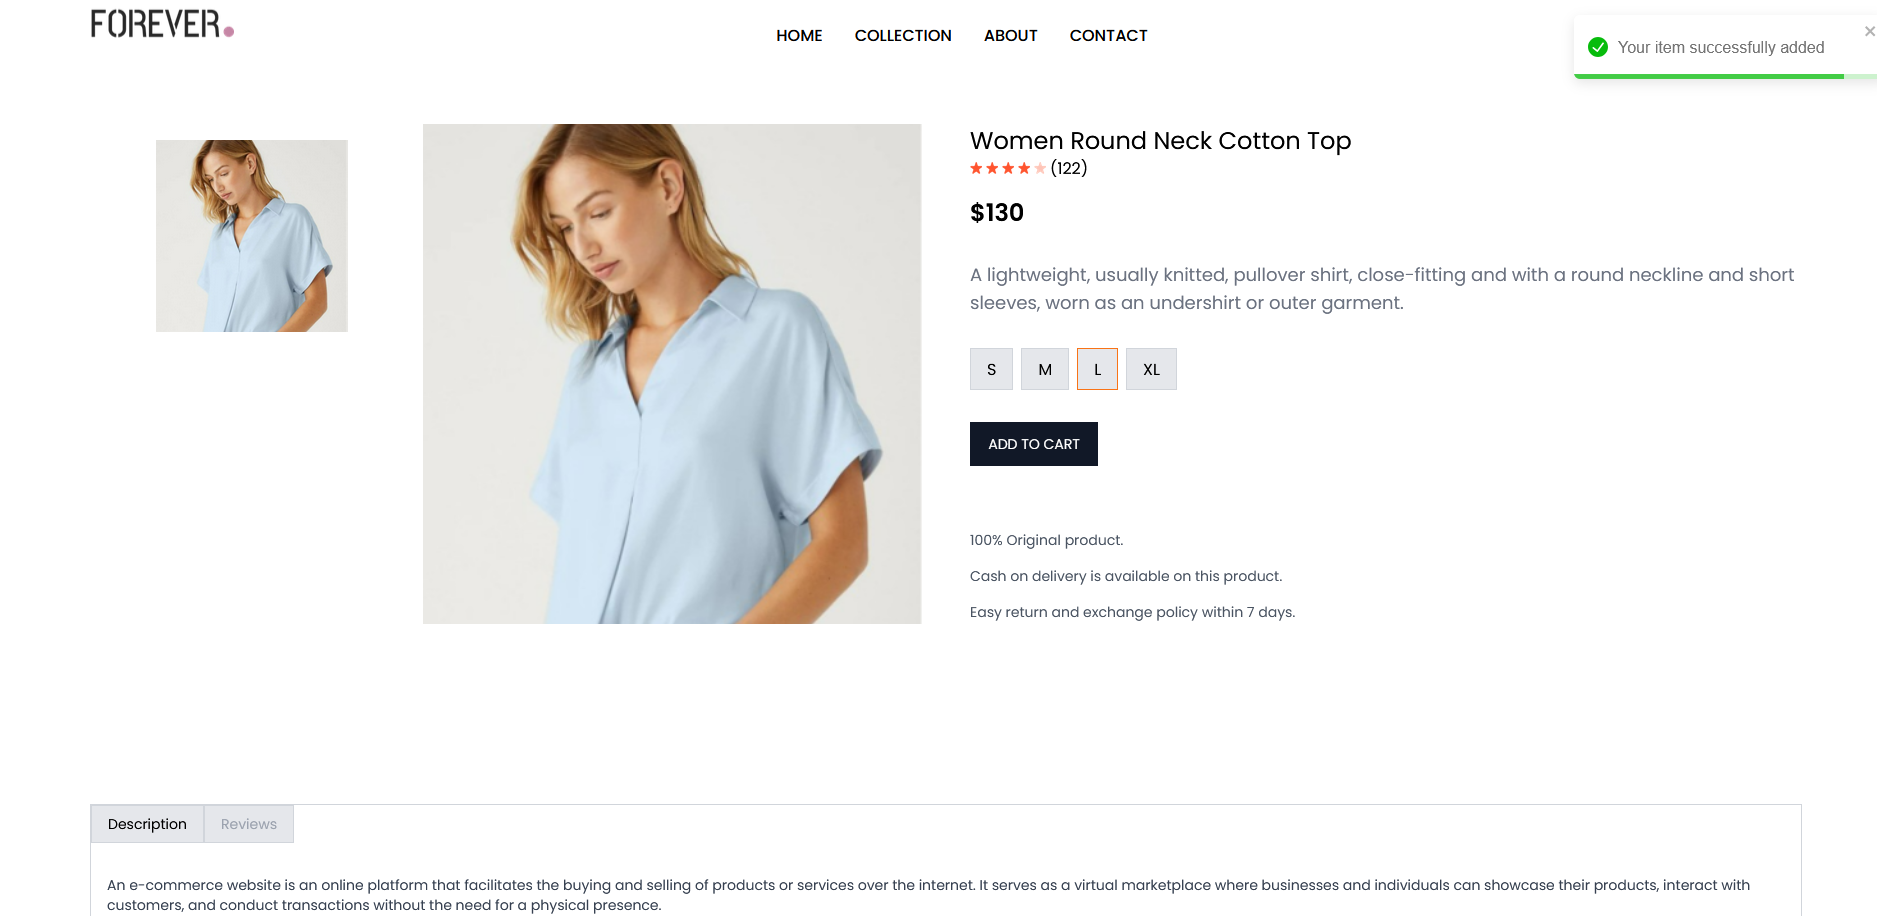 FOREVER.
HOME
COLLECTION
ABOUT
CONTACT
Your item successfully added
Women Round Neck Cotton Top
(122)
$130
A lightweight, usually knitted, pullover shirt, close-fitting and with a round neckline and short
sleeves, worn as an undershirt or outer garment.
S
M
L
XL
ADD TO CART
100% Original product.
Cash on delivery is available on this product.
Easy return and exchange policy within 7 days.
Description
Reviews
An e-commerce website is an online platform that facilitates the buying and selling of products or services over the internet. It serves as a virtual marketplace where businesses and individuals can showcase their products, interact with
customers, and conduct transactions without the need for a physical presence.